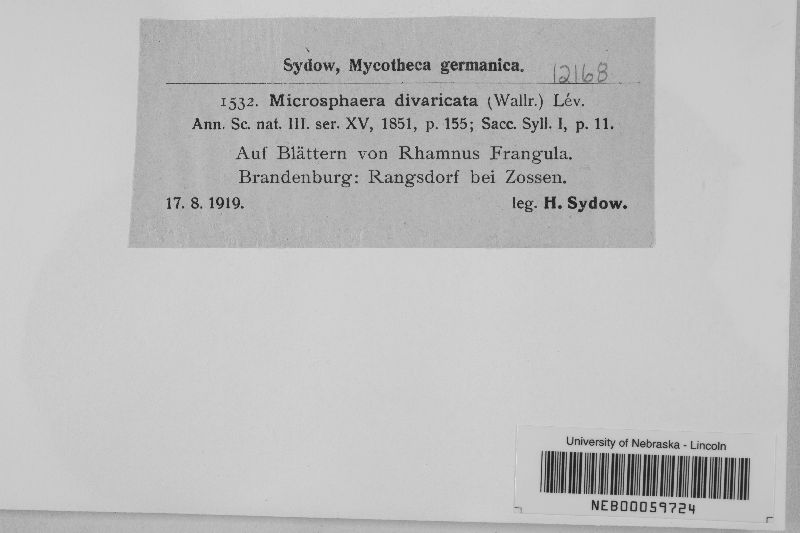 Sydow, Mycotheca germanica. 12168
1532. Microsphaera divaricata (Wallr.) Lév.
Ann. Sc. nat. III. ser. XV, 1851, p. 155; Sacc. Syll. I, p. 11.
Auf Blättern von Rhamnus Frangula.
Brandenburg: Rangsdorf bei Zossen.
17. 8. 1919. leg. H. Sydow.
University of Nebraska - Lincoln
NEB00059724